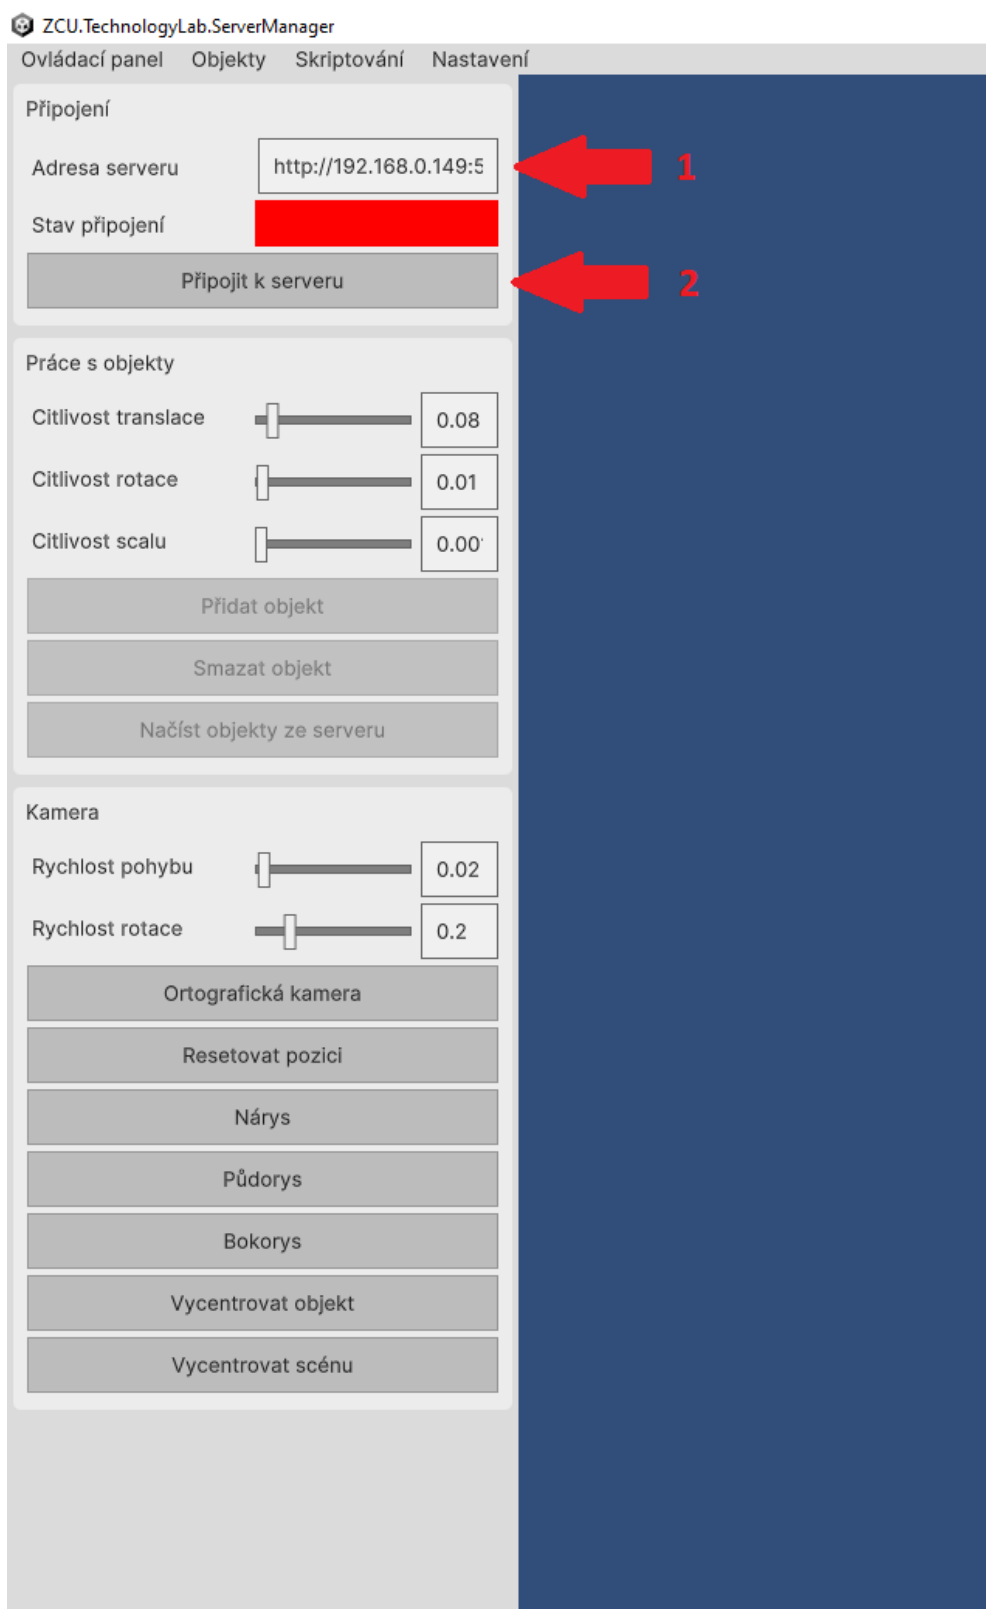 ZCU.TechnologyLab.ServerManager
Ovládací panel Objekty Skriptování Nastavení
Připojení
Adresa serveru http://192.168.0.149:5 1
Stav připojení
Připojit k serveru 2
Práce s objekty
Citlivost translace 0.08
Citlivost rotace 0.01
Citlivost scalu 0.00
Přidat objekt
Smazat objekt
Načíst objekty ze serveru
Kamera
Rychlost pohybu 0.02
Rychlost rotace 0.2
Ortografická kamera
Resetovat pozici
Nárys
Půdorys
Bokorys
Vycentrovat objekt
Vycentrovat scénu